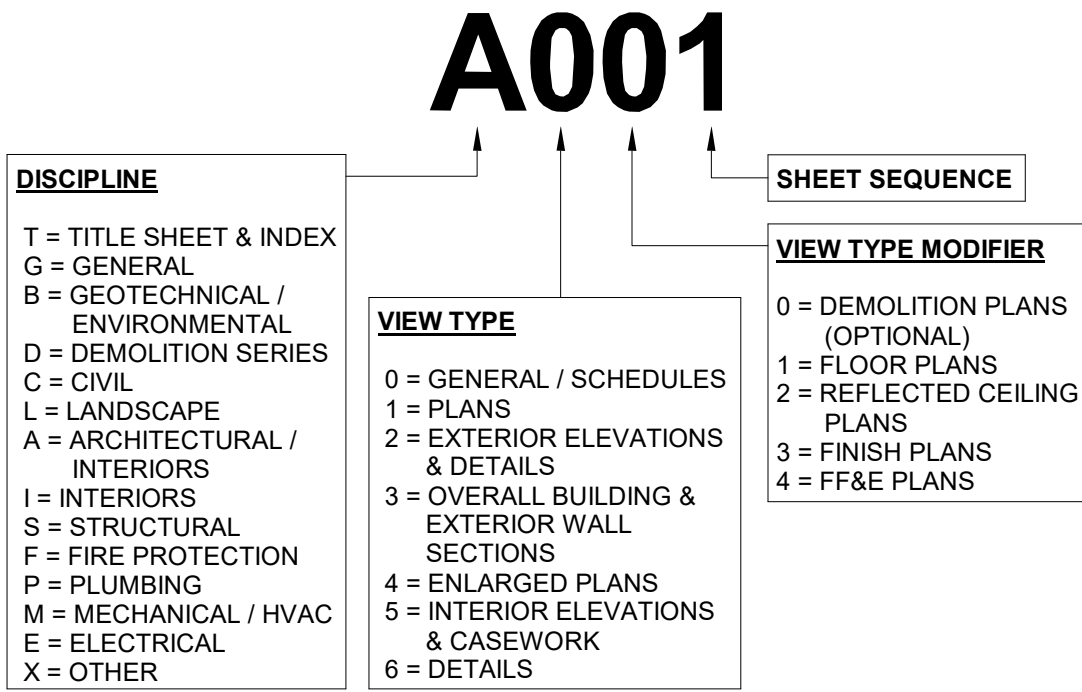 A001
DISCIPLINE
T = TITLE SHEET & INDEX
G = GENERAL
B = GEOTECHNICAL /
ENVIRONMENTAL
D = DEMOLITION SERIES
C = CIVIL
L = LANDSCAPE
A = ARCHITECTURAL /
INTERIORS
I = INTERIORS
S = STRUCTURAL
F = FIRE PROTECTION
P = PLUMBING
M = MECHANICAL / HVAC
E = ELECTRICAL
X = OTHER
VIEW TYPE
0 = GENERAL / SCHEDULES
1 = PLANS
2 = EXTERIOR ELEVATIONS
& DETAILS
3 = OVERALL BUILDING &
EXTERIOR WALL
SECTIONS
4 = ENLARGED PLANS
5 = INTERIOR ELEVATIONS
& CASEWORK
6 = DETAILS
SHEET SEQUENCE
VIEW TYPE MODIFIER
0 = DEMOLITION PLANS
(OPTIONAL)
1 = FLOOR PLANS
2 = REFLECTED CEILING
PLANS
3 = FINISH PLANS
4 = FF&E PLANS